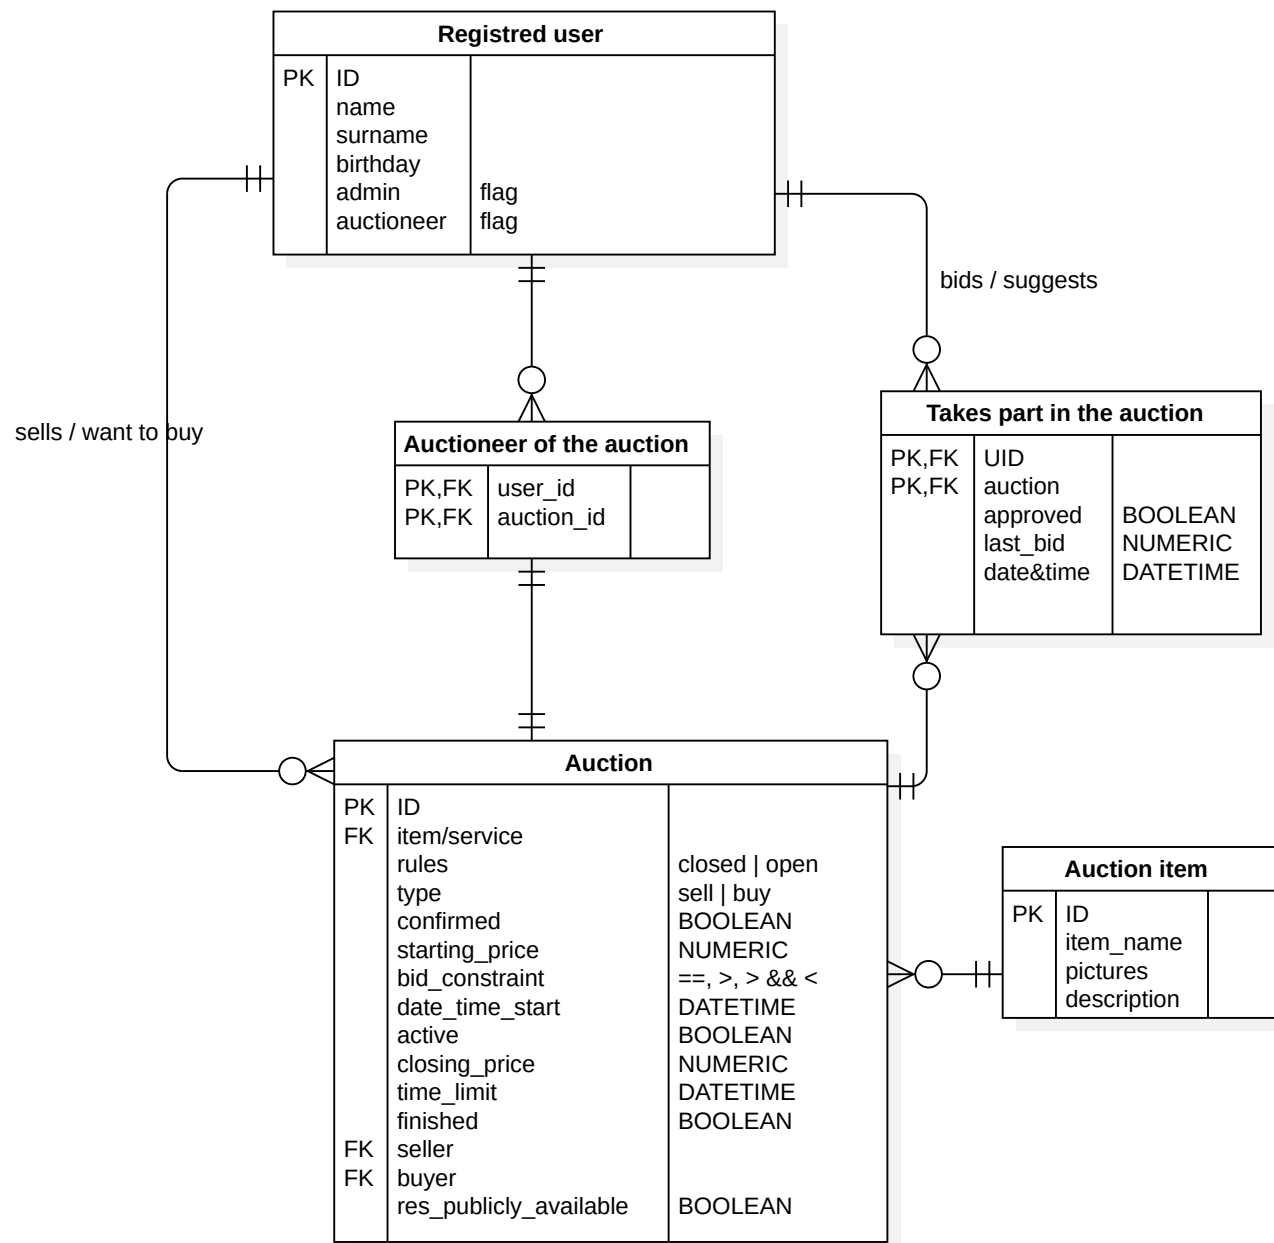 Registred user
PK ID
name
surname
birthday
admin flag
auctioneer flag
bids / suggests
sells / want to buy
Auctioneer of the auction
PK,FK user_id
PK,FK auction_id
Takes part in the auction
PK,FK UID
PK,FK auction
approved BOOLEAN
last_bid NUMERIC
date&time DATETIME
Auction
PK ID
FK item/service
rules closed | open
type sell | buy
confirmed BOOLEAN
starting_price NUMERIC
bid_constraint ==, >, > && <
date_time_start DATETIME
active BOOLEAN
closing_price NUMERIC
time_limit DATETIME
finished BOOLEAN
FK seller
FK buyer
res_publicly_available BOOLEAN
Auction item
PK ID
item_name
pictures
description